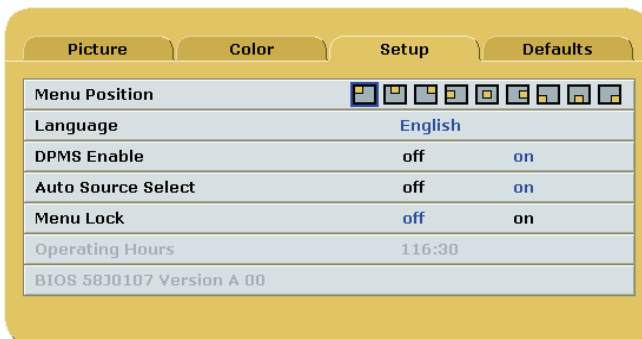 Picture Color Setup Defaults
Menu Position
Language English
DPMS Enable off on
Auto Source Select off on
Menu Lock off on
Operating Hours 116:30
BIOS 58J0107 Version A 00